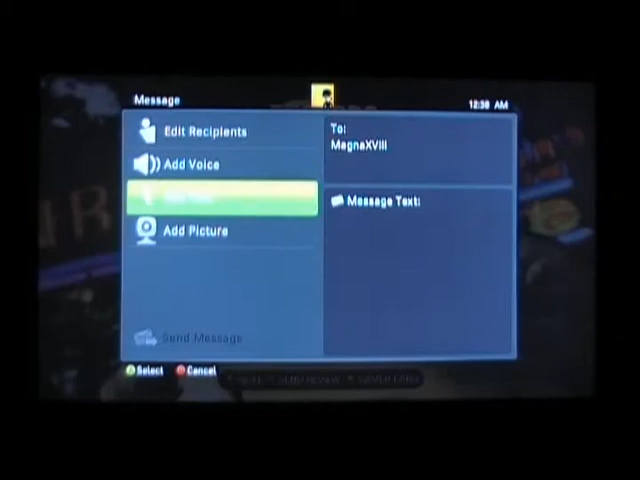 Message
12:38 AM
Edit Recipients
Add Voice
Add Picture
Send Message
To:
MagnaXVIII
Message Text:
Select
Cancel